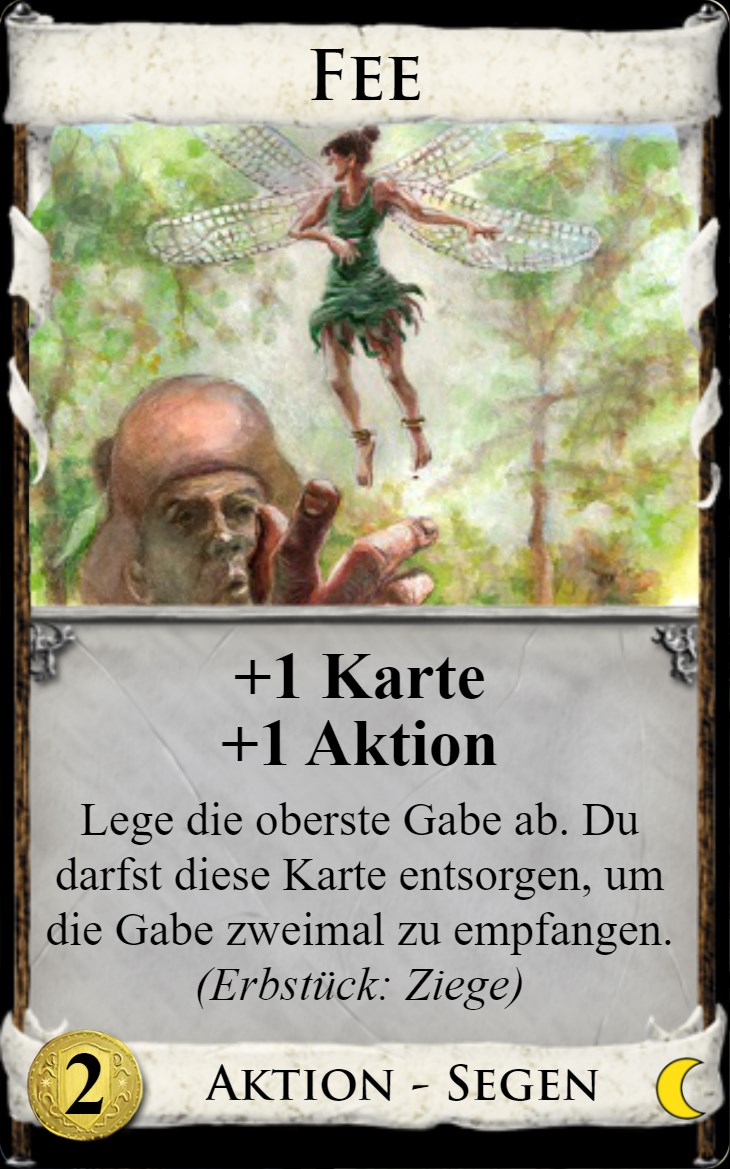 Fee
+1 Karte
+1 Aktion
Lege die oberste Gabe ab. Du
darfst diese Karte entsorgen, um
die Gabe zweimal zu empfangen.
(Erbstück: Ziege)
2
Aktion - Segen